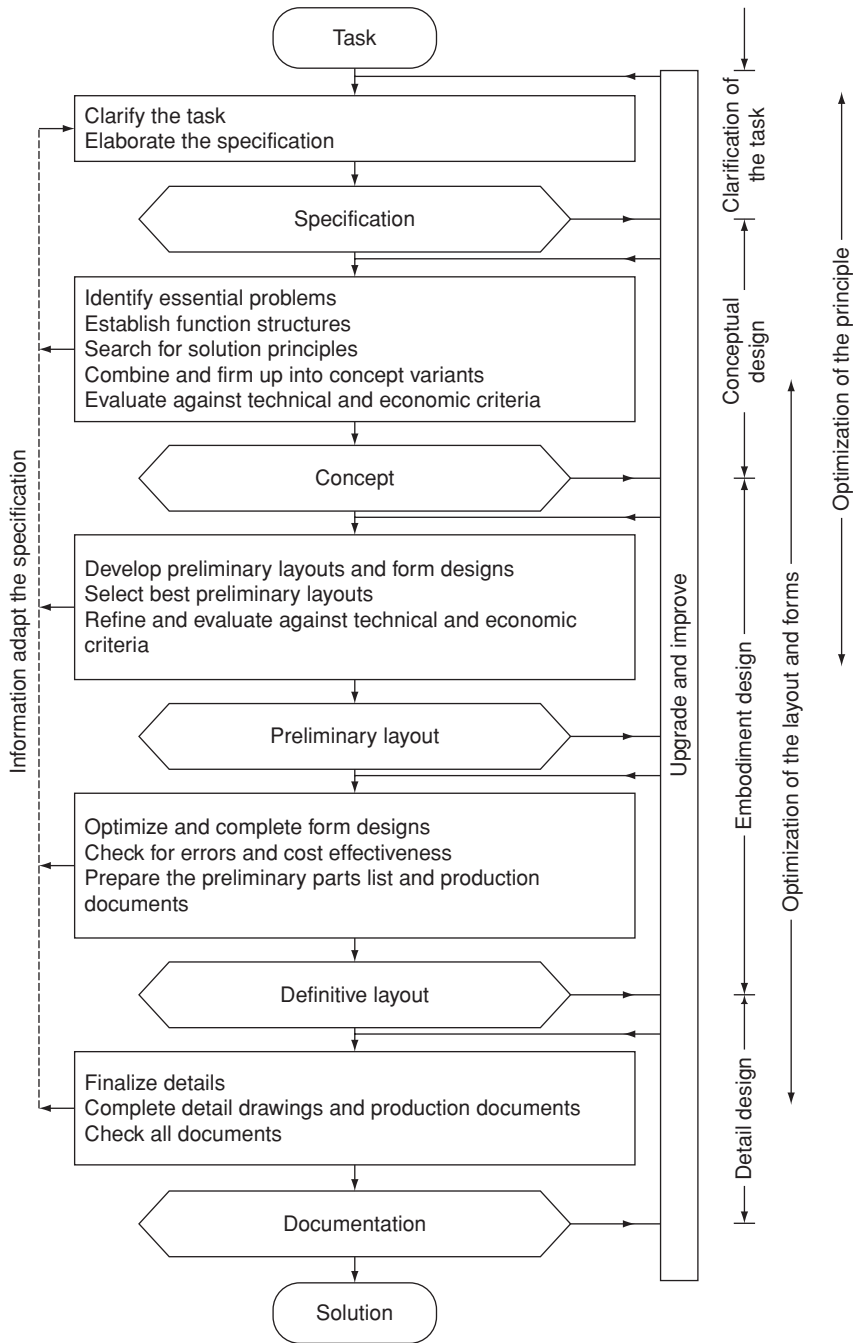 Task
Clarify the task
Elaborate the specification
Specification
Identify essential problems
Establish function structures
Search for solution principles
Combine and firm up into concept variants
Evaluate against technical and economic criteria
Concept
Develop preliminary layouts and form designs
Select best preliminary layouts
Refine and evaluate against technical and economic
criteria
Preliminary layout
Optimize and complete form designs
Check for errors and cost effectiveness
Prepare the preliminary parts list and production
documents
Definitive layout
Finalize details
Complete detail drawings and production documents
Check all documents
Documentation
Solution
Information adapt the specification
Upgrade and improve
Clarification of
the task
Conceptual
design
Embodiment design
Detail design
Optimization of the layout and forms
Optimization of the principle